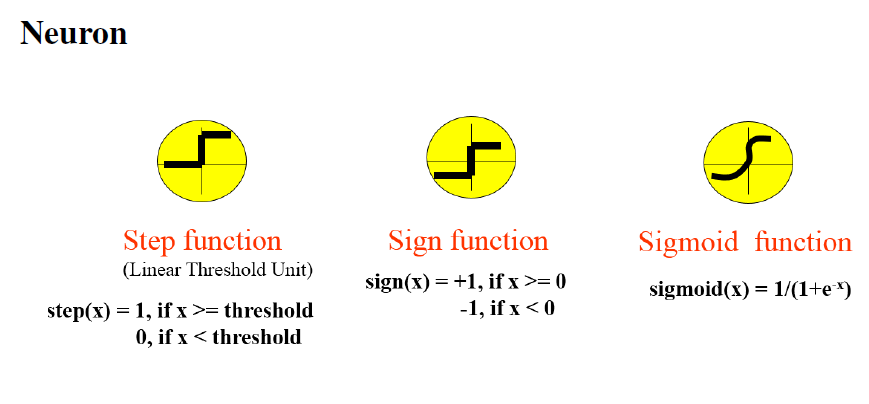 Neuron
Step function
(Linear Threshold Unit)
step(x) = 1, if x >= threshold
0, if x < threshold
Sign function
sign(x) = +1, if x >= 0
-1, if x < 0
Sigmoid function
sigmoid(x) = 1/(1+e-x)